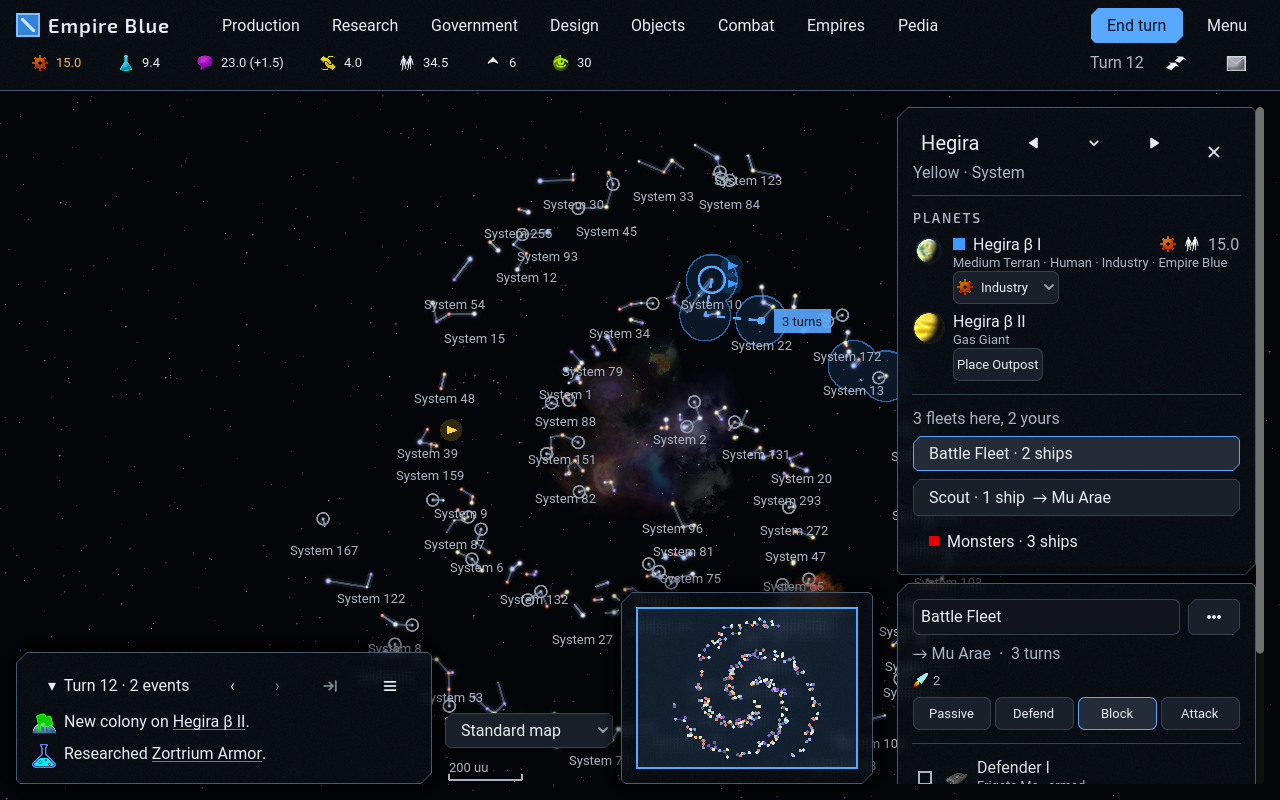 Empire Blue
Production
Research
Government
Design
Objects
Combat
Empires
Pedia
End turn
Menu
15.0
9.4
23.0 (+1.5)
4.0
34.5
6
30
Turn 12
System 123
System 33
System 84
System 30
System 45
System 255
System 93
System 12
System 54
System 10
System 15
System 34
3 turns
System 22
System 172
System 79
System 13
System 1
System 48
System 88
System 2
System 39
System 151
System 131
System 159
System 20
System 82
System 293
System 9
System 96
System 272
System 87
System 167
System 81
System 47
System 6
System 75
System 122
System 132
System 27
System 8
Hegira
Yellow · System
PLANETS
Hegira β I
15.0
Medium Terran · Human · Industry · Empire Blue
Industry
Hegira β II
Gas Giant
Place Outpost
3 fleets here, 2 yours
Battle Fleet · 2 ships
Scout · 1 ship → Mu Arae
Monsters · 3 ships
System 103
Battle Fleet
•••
→ Mu Arae · 3 turns
2
Passive
Defend
Block
Attack
Defender I
▾ Turn 12 · 2 events
New colony on Hegira β II.
Researched Zortrium Armor.
Standard map
200 uu